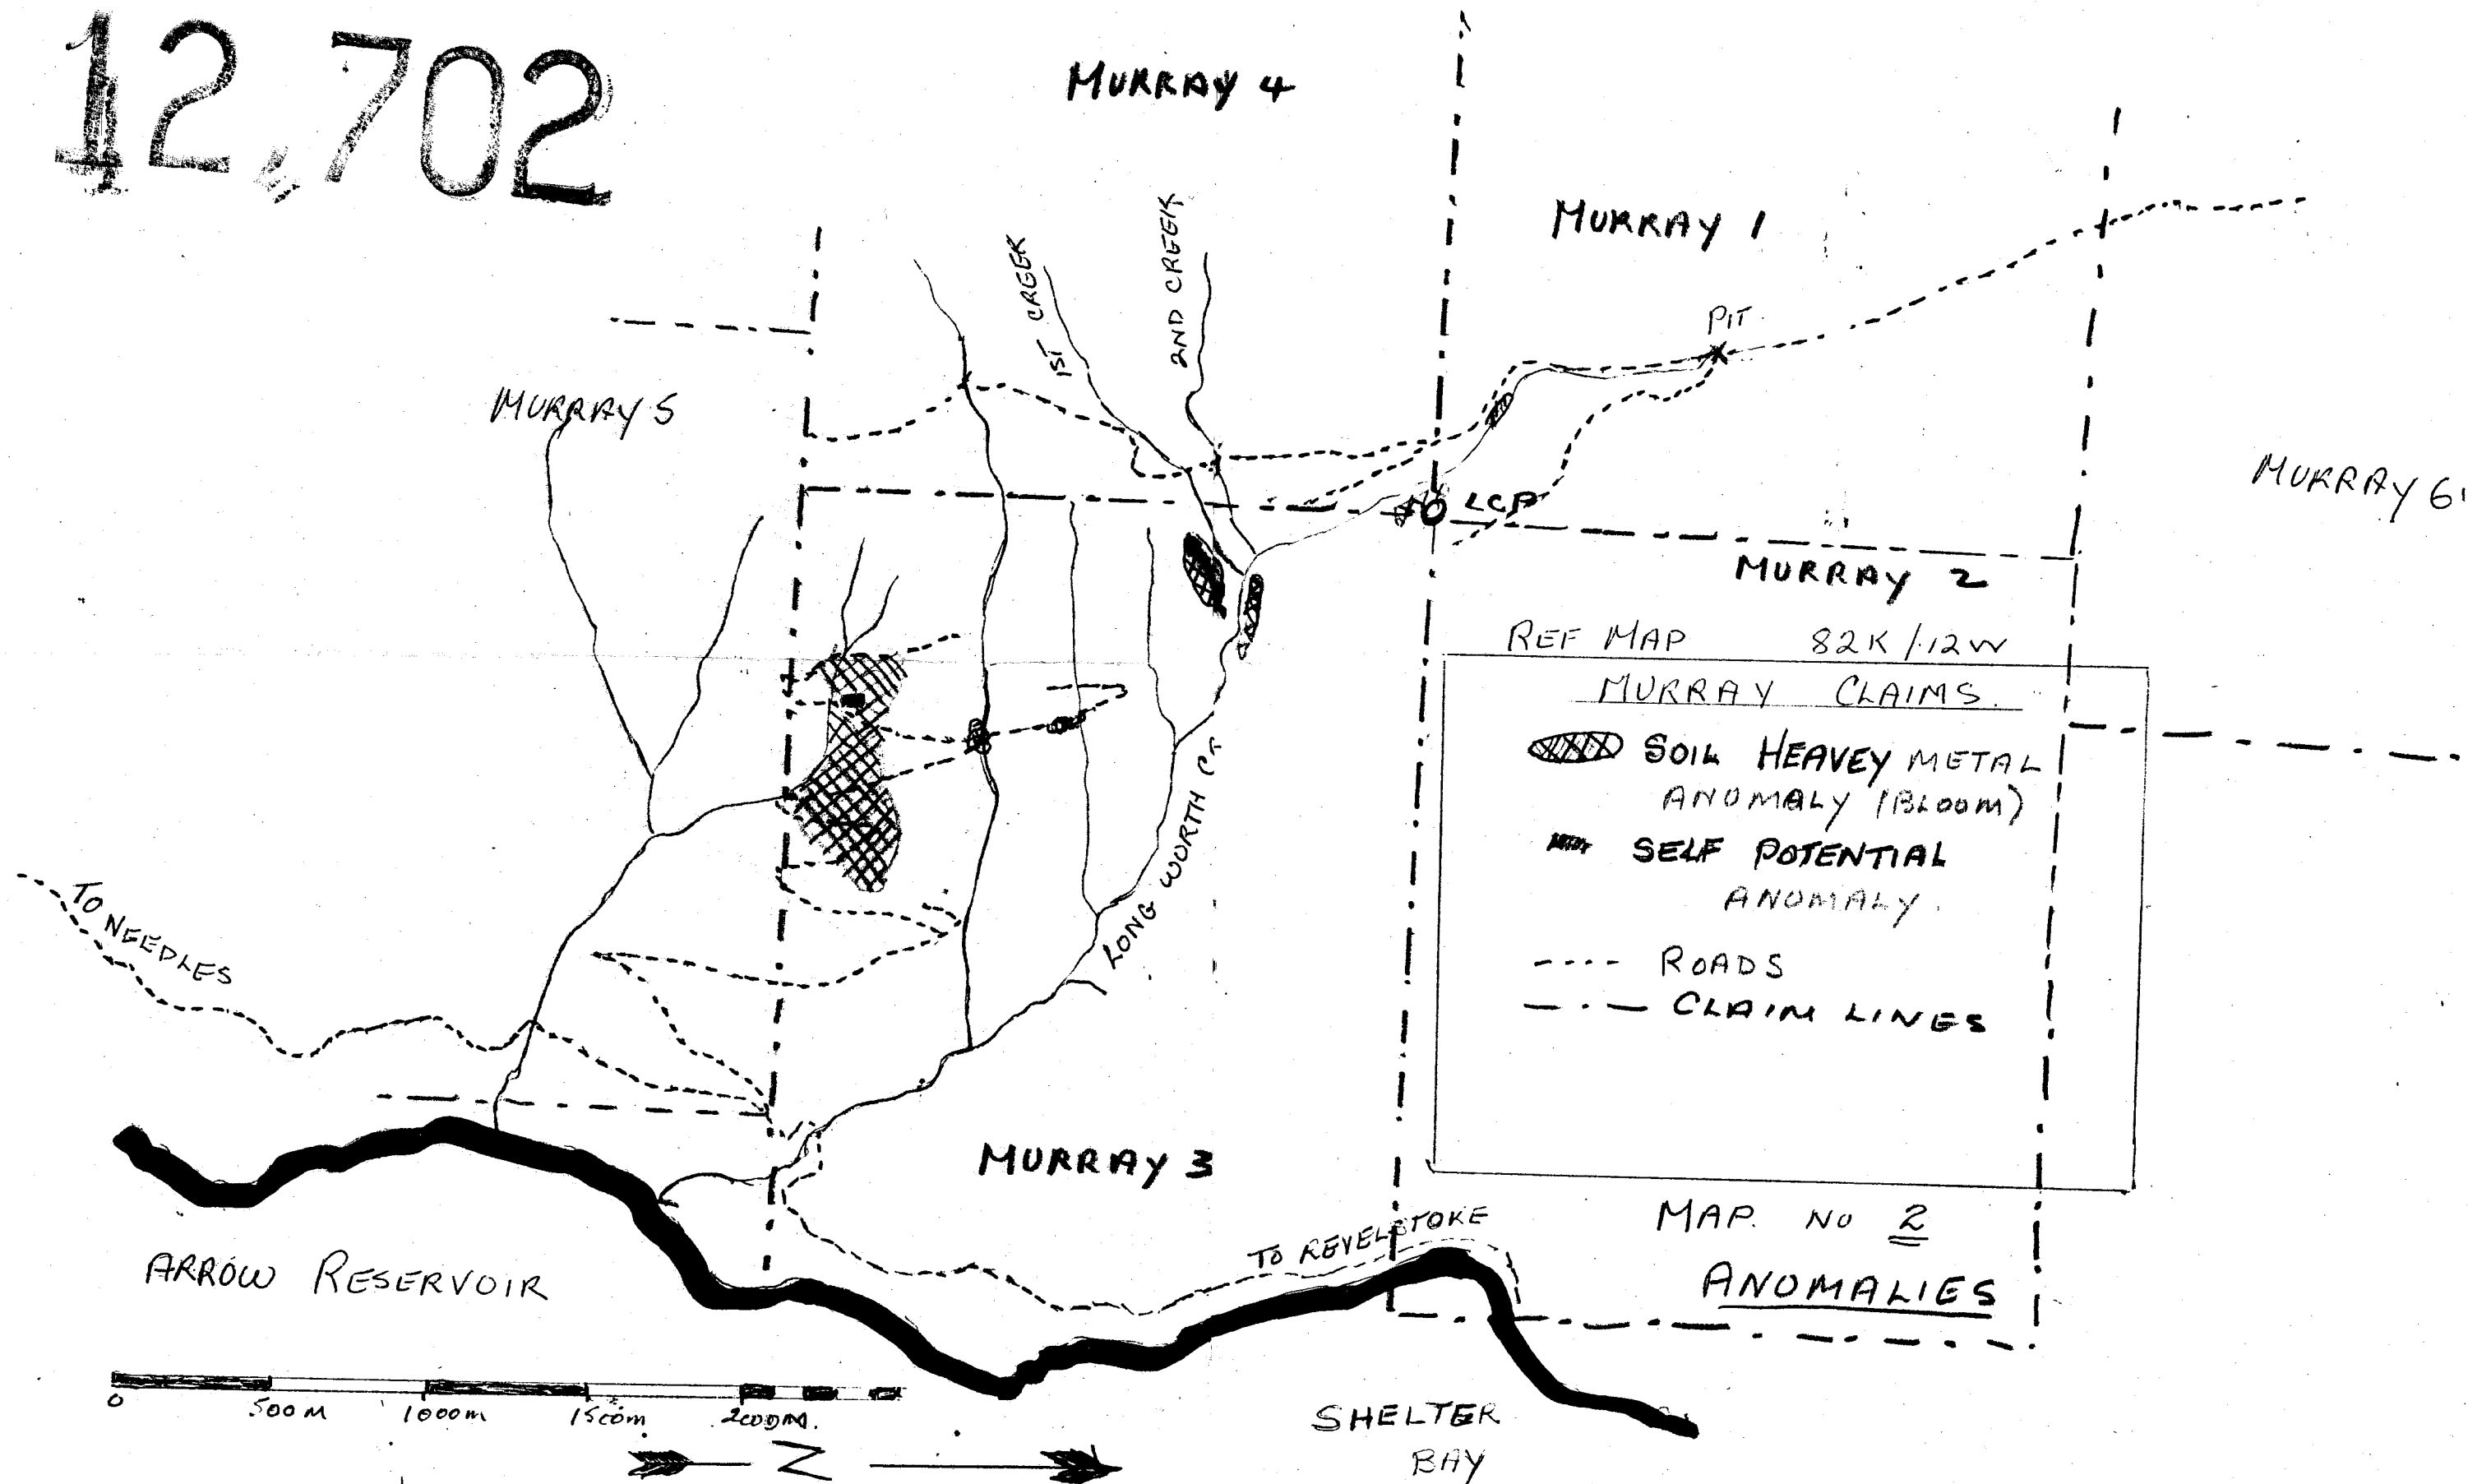 12,702
MURRAY 4
MURRAY 1
1ST CREEK
2ND CREEK
PIT
MURRAY 5
LCP
MURRAY 6
MURRAY 2
REF MAP 82K/12W
MURRAY CLAIMS.
SOIL HEAVEY METAL
ANOMALY (BLOOM)
SELF POTENTIAL
ANOMALY.
ROADS
CLAIM LINES
LONG WORTH CR
TO NEEDLES
MURRAY 3
TO REVELSTOKE
MAP. NO 2
ANOMALIES
ARROW RESERVOIR
0 500M 1000m 1500m 2000M.
SHELTER
BAY
N